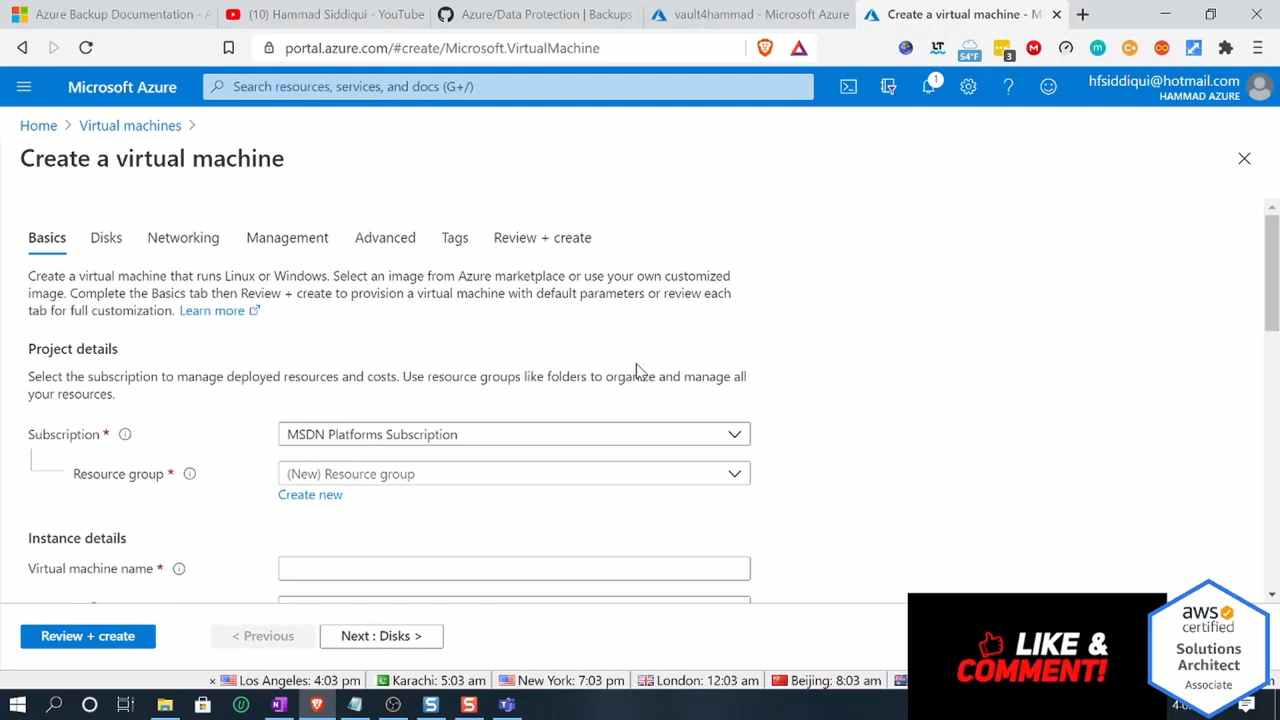 Azure Backup Documentation - A
(10) Hammad Siddiqui - YouTube
Azure/Data Protection | Backups
vault4hammad - Microsoft Azure
Create a virtual machine - M
portal.azure.com/#create/Microsoft.VirtualMachine
LT
54°F
3
M
m
C+
Microsoft Azure
Search resources, services, and docs (G+/)
1
hfsiddiqui@hotmail.com
HAMMAD AZURE
Home > Virtual machines >
Create a virtual machine
Basics Disks Networking Management Advanced Tags Review + create
Create a virtual machine that runs Linux or Windows. Select an image from Azure marketplace or use your own customized
image. Complete the Basics tab then Review + create to provision a virtual machine with default parameters or review each
tab for full customization. Learn more
Project details
Select the subscription to manage deployed resources and costs. Use resource groups like folders to organize and manage all
your resources.
Subscription *
MSDN Platforms Subscription
Resource group *
(New) Resource group
Create new
Instance details
Virtual machine name *
Review + create
< Previous
Next : Disks >
LIKE &
COMMENT!
aws
certified
Solutions
Architect
Associate
Los Angeles: 4:03 pm Karachi: 5:03 am New York: 7:03 pm London: 12:03 am Beijing: 8:03 am